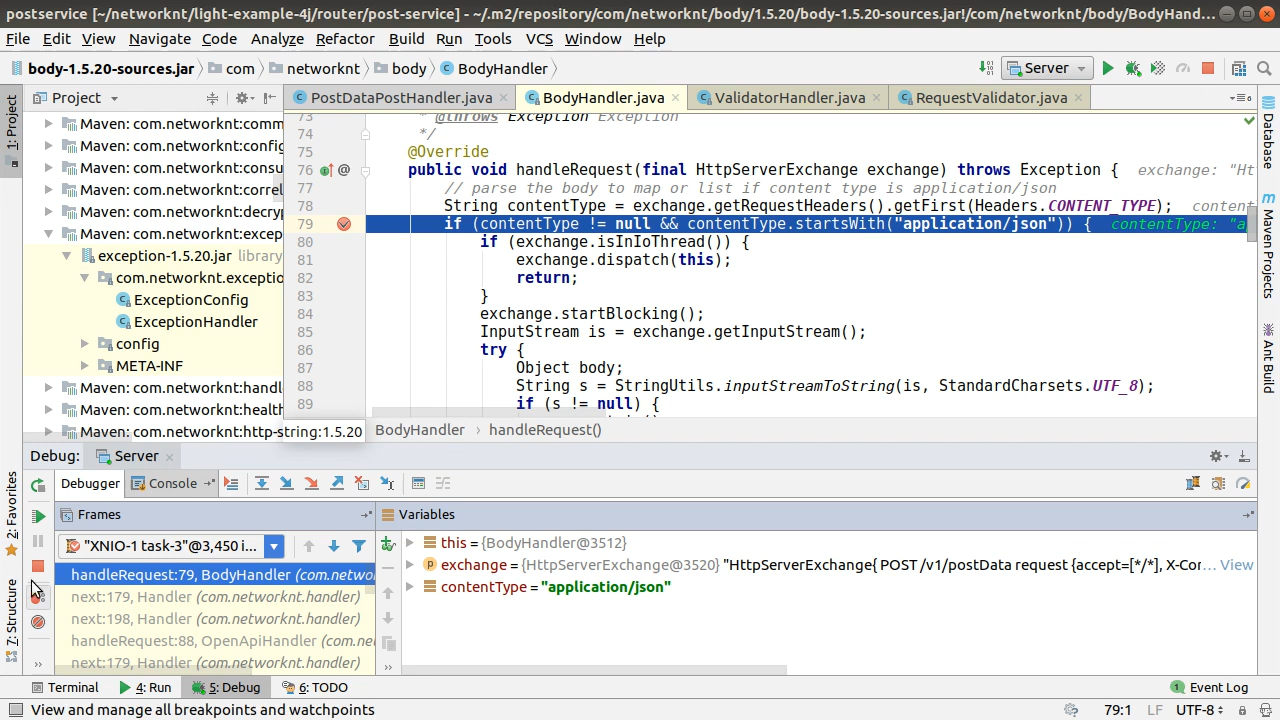 postservice [~/networknt/light-example-4j/router/post-service] - ~/.m2/repository/com/networknt/body/1.5.20/body-1.5.20-sources.jar!/com/networknt/body/BodyHand...
File Edit View Navigate Code Analyze Refactor Build Run Tools VCS Window Help
body-1.5.20-sources.jar com networknt body BodyHandler Server
1: Project
Project
PostDataPostHandler.java BodyHandler.java ValidatorHandler.java RequestValidator.java
Maven: com.networknt:comm
Maven: com.networknt:config
Maven: com.networknt:consu
Maven: com.networknt:correl
Maven: com.networknt:decryp
Maven: com.networknt:excep
exception-1.5.20.jar library
com.networknt.exceptio
ExceptionConfig
ExceptionHandler
config
META-INF
Maven: com.networknt:handl
Maven: com.networknt:health
Maven: com.networknt:http-string:1.5.20
73 * @throws Exception Exception
74 */
75 @Override
76 public void handleRequest(final HttpServerExchange exchange) throws Exception { exchange: "Ht
77 // parse the body to map or list if content type is application/json
78 String contentType = exchange.getRequestHeaders().getFirst(Headers.CONTENT_TYPE); content
79 if (contentType != null && contentType.startsWith("application/json")) { contentType: "a
80 if (exchange.isInIoThread()) {
81 exchange.dispatch(this);
82 return;
83 }
84 exchange.startBlocking();
85 InputStream is = exchange.getInputStream();
86 try {
87 Object body;
88 String s = StringUtils.inputStreamToString(is, StandardCharsets.UTF_8);
89 if (s != null) {
BodyHandler › handleRequest()
Database
Maven Projects
Ant Build
2: Favorites
7: Structure
Debug: Server
Debugger Console
Frames
"XNIO-1 task-3"@3,450 i...
handleRequest:79, BodyHandler (com.netwo
next:179, Handler (com.networknt.handler)
next:198, Handler (com.networknt.handler)
handleRequest:88, OpenApiHandler (com.ne
next:179, Handler (com.networknt.handler)
Variables
this = {BodyHandler@3512}
exchange = {HttpServerExchange@3520} "HttpServerExchange{ POST /v1/postData request {accept=[*/*], X-Cor... View
contentType = "application/json"
Terminal 4: Run 5: Debug 6: TODO 1 Event Log
View and manage all breakpoints and watchpoints 79:1 LF UTF-8